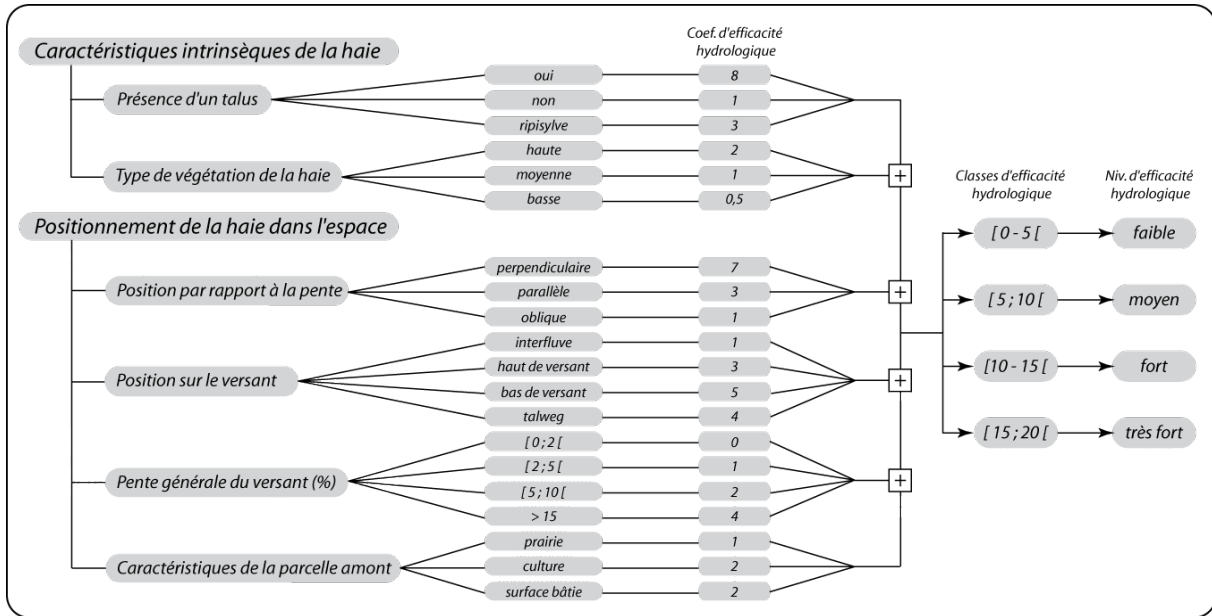 Coef. d'efficacité
hydrologique
Caractéristiques intrinsèques de la haie
Présence d'un talus
oui
8
non
1
ripisylve
3
Type de végétation de la haie
haute
2
moyenne
1
basse
0,5
+
Positionnement de la haie dans l'espace
Position par rapport à la pente
perpendiculaire
7
parallèle
3
oblique
1
+
Position sur le versant
interfluve
1
haut de versant
3
bas de versant
5
talweg
4
+
Pente générale du versant (%)
[ 0 ; 2 [
0
[ 2 ; 5 [
1
[ 5 ; 10 [
2
> 15
4
+
Caractéristiques de la parcelle amont
prairie
1
culture
2
surface bâtie
2
Classes d'efficacité
hydrologique
Niv. d'efficacité
hydrologique
[ 0 - 5 [
faible
[ 5 ; 10 [
moyen
[10 - 15 [
fort
[ 15 ; 20 [
très fort